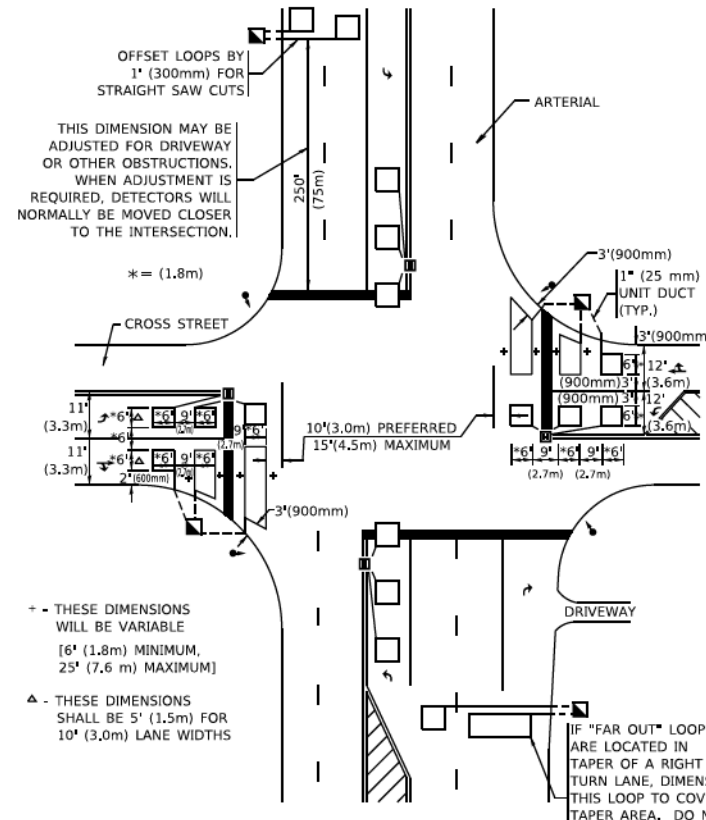 OFFSET LOOPS BY
1' (300mm) FOR
STRAIGHT SAW CUTS
ARTERIAL
THIS DIMENSION MAY BE
ADJUSTED FOR DRIVEWAY
OR OTHER OBSTRUCTIONS.
WHEN ADJUSTMENT IS
REQUIRED, DETECTORS WILL
NORMALLY BE MOVED CLOSER
TO THE INTERSECTION.
250'
(75m)
* = (1.8m)
3'(900mm)
1" (25 mm)
UNIT DUCT
(TYP.)
CROSS STREET
3'(900mm)
6' 12'
(3.6m)
(900mm) 3'
(900mm) 3' 12'
6'
(3.6m)
11'
(3.3m)
*6' *6' 9' *6'
(2.7m)
*6'
11'
(3.3m)
*6' *6' 9' *6'
2' (600mm)
9' *6'
(2.7m)
10'(3.0m) PREFERRED
15'(4.5m) MAXIMUM
*6' 9' *6' 9' *6'
(2.7m) (2.7m)
3'(900mm)
+ - THESE DIMENSIONS
WILL BE VARIABLE
[6' (1.8m) MINIMUM,
25' (7.6 m) MAXIMUM]
DRIVEWAY
△ - THESE DIMENSIONS
SHALL BE 5' (1.5m) FOR
10' (3.0m) LANE WIDTHS
IF "FAR OUT" LOOP
ARE LOCATED IN
TAPER OF A RIGHT
TURN LANE, DIMENS
THIS LOOP TO COV
TAPER AREA. DO